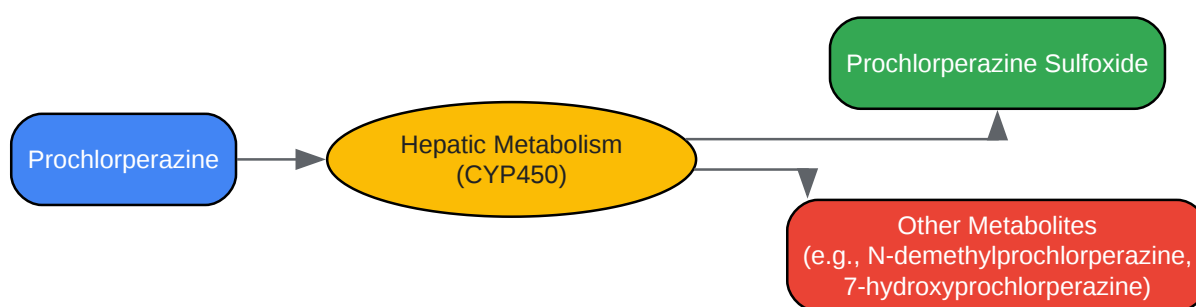 Prochlorperazine
Hepatic Metabolism
(CYP450)
Prochlorperazine Sulfoxide
Other Metabolites
(e.g., N-demethylprochlorperazine,
7-hydroxyprochlorperazine)